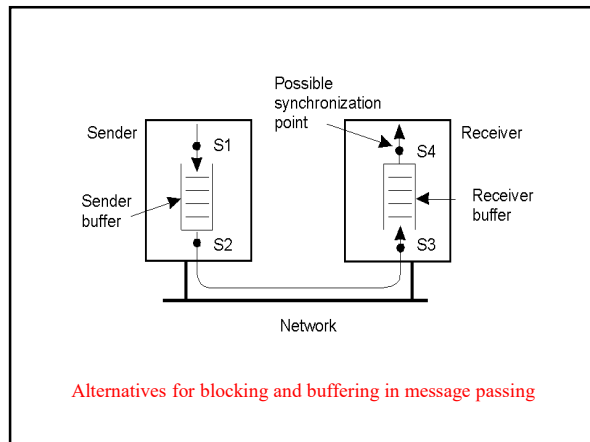 Possible
synchronization
point
Sender
Receiver
S1
S4
Sender
buffer
Receiver
buffer
S2
S3
Network
Alternatives for blocking and buffering in message passing